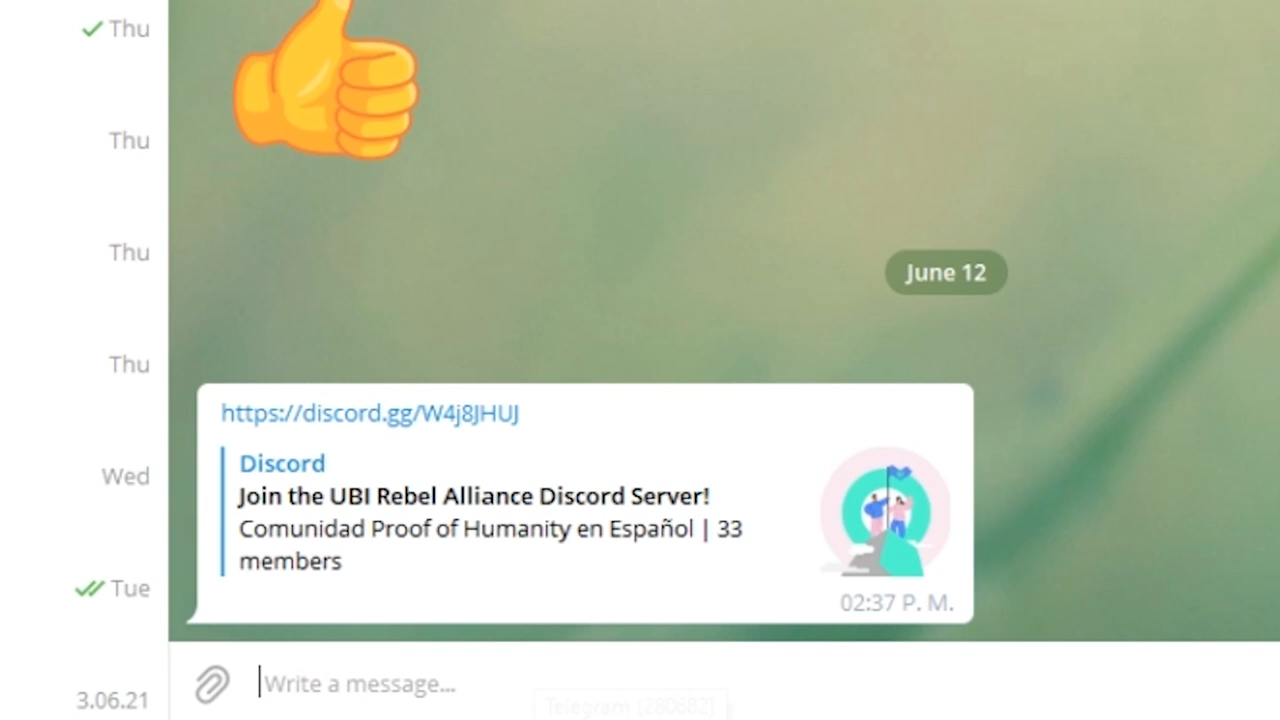 Thu
Thu
Thu
June 12
Thu
https://discord.gg/W4j8JHUJ
Discord
Join the UBI Rebel Alliance Discord Server!
Comunidad Proof of Humanity en Español | 33
members
Wed
Tue
02:37 P. M.
Write a message...
3.06.21
Telegram (280682)